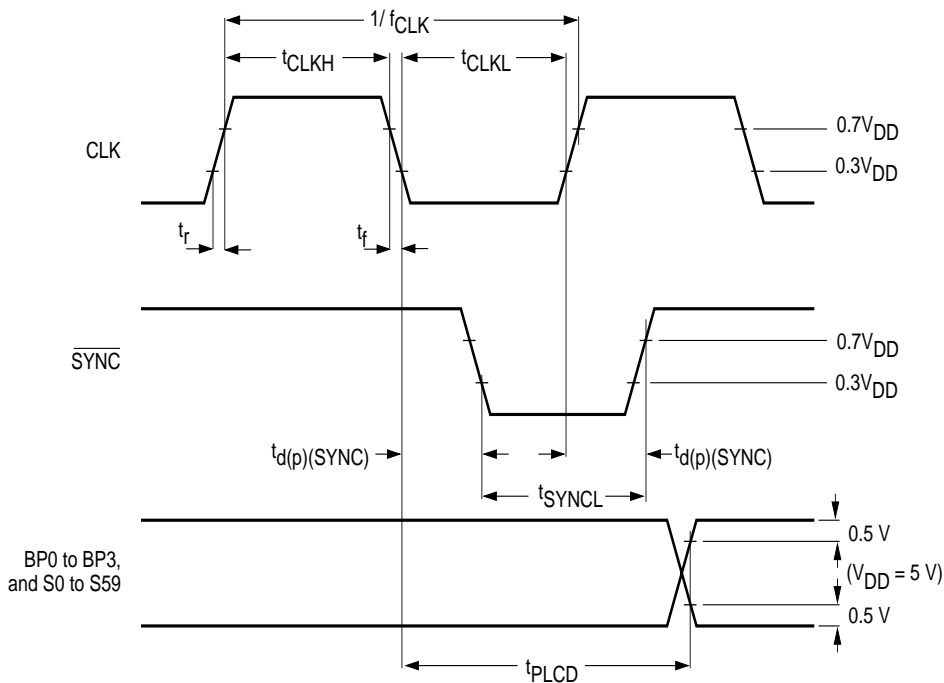 1/ fCLK
tCLKH
tCLKL
0.7VDD
CLK
0.3VDD
tr
tf
0.7VDD
SYNC
0.3VDD
td(p)(SYNC)
td(p)(SYNC)
tSYNCL
0.5 V
BP0 to BP3,
and S0 to S59
(VDD = 5 V)
0.5 V
tPLCD